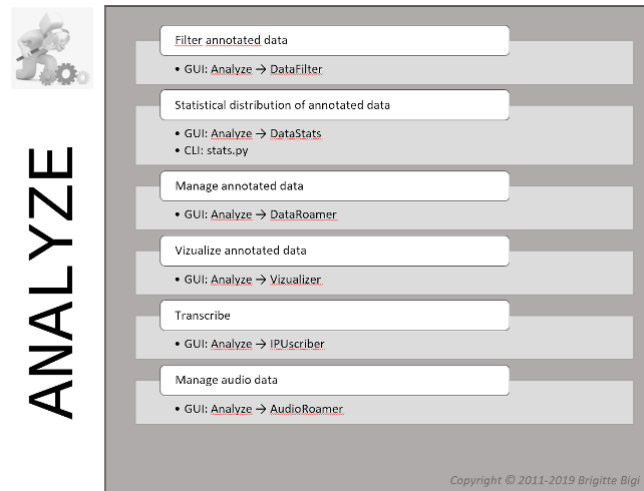 ANALYZE
Filter annotated data
• GUI: Analyze → DataFilter
Statistical distribution of annotated data
• GUI: Analyze → DataStats
• CLI: stats.py
Manage annotated data
• GUI: Analyze → DataRoamer
Vizualize annotated data
• GUI: Analyze → Vizualizer
Transcribe
• GUI: Analyze → IPUscriber
Manage audio data
• GUI: Analyze → AudioRoamer
Copyright © 2011-2019 Brigitte Bigi